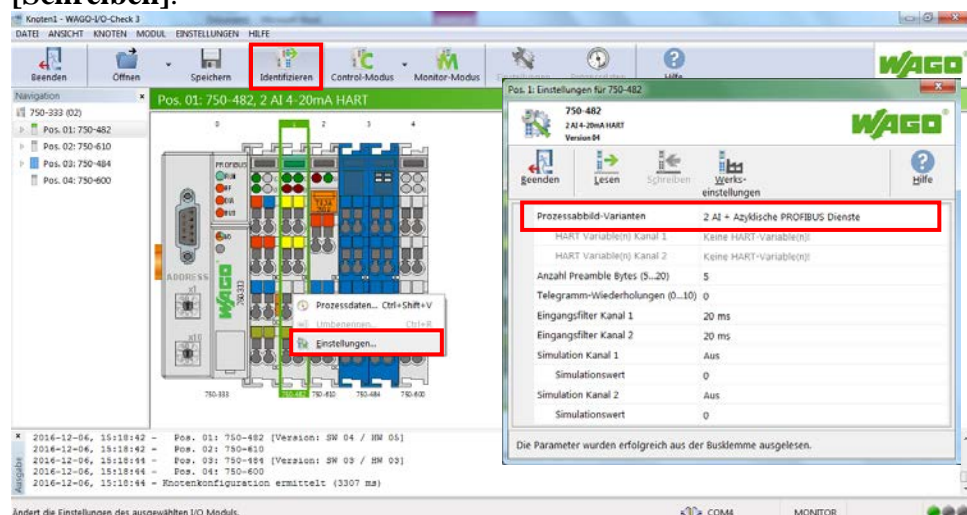 [Schreiben].
Knoten1 - WAGO-I/O-Check 3
DATEI ANSICHT KNOTEN MODUL EINSTELLUNGEN HILFE
Beenden Öffnen Speichern Identifizieren Control-Modus Monitor-Modus Hilfe
WAGO
Navigation
750-333 (02)
Pos. 01: 750-482
Pos. 02: 750-610
Pos. 03: 750-484
Pos. 04: 750-600
Pos. 01: 750-482, 2 AI 4-20mA HART
0 1 2 3 4
PROFIBUS
RUN
BF
DIA
BUS
I/O
ADDRESS
x1
x10
WAGO
750-333
750-333 750-482 750-610 750-484 750-600
Prozessdaten... Ctrl+Shift+V
Umbenennen... Ctrl+R
Einstellungen...
Pos. 1: Einstellungen für 750-482
750-482
2 AI 4-20mA HART
Version 04
WAGO
Beenden Lesen Schreiben Werks-
einstellungen Hilfe
Prozessabbild-Varianten 2 AI + Azyklische PROFIBUS Dienste
HART Variable(n) Kanal 1 Keine HART-Variable(n)!
HART Variable(n) Kanal 2 Keine HART-Variable(n)!
Anzahl Preamble Bytes (5...20) 5
Telegramm-Wiederholungen (0...10) 0
Eingangsfilter Kanal 1 20 ms
Eingangsfilter Kanal 2 20 ms
Simulation Kanal 1 Aus
Simulationswert 0
Simulation Kanal 2 Aus
Simulationswert 0
Die Parameter wurden erfolgreich aus der Busklemme ausgelesen.
Ausgabe
2016-12-06, 15:18:42 - Pos. 01: 750-482 [Version: SW 04 / HW 05]
2016-12-06, 15:18:42 - Pos. 02: 750-610
2016-12-06, 15:18:44 - Pos. 03: 750-484 [Version: SW 03 / HW 03]
2016-12-06, 15:18:44 - Pos. 04: 750-600
2016-12-06, 15:18:44 - Knotenkonfiguration ermittelt (3307 ms)
Ändert die Einstellungen des ausgewählten I/O Moduls.
COM4 MONITOR